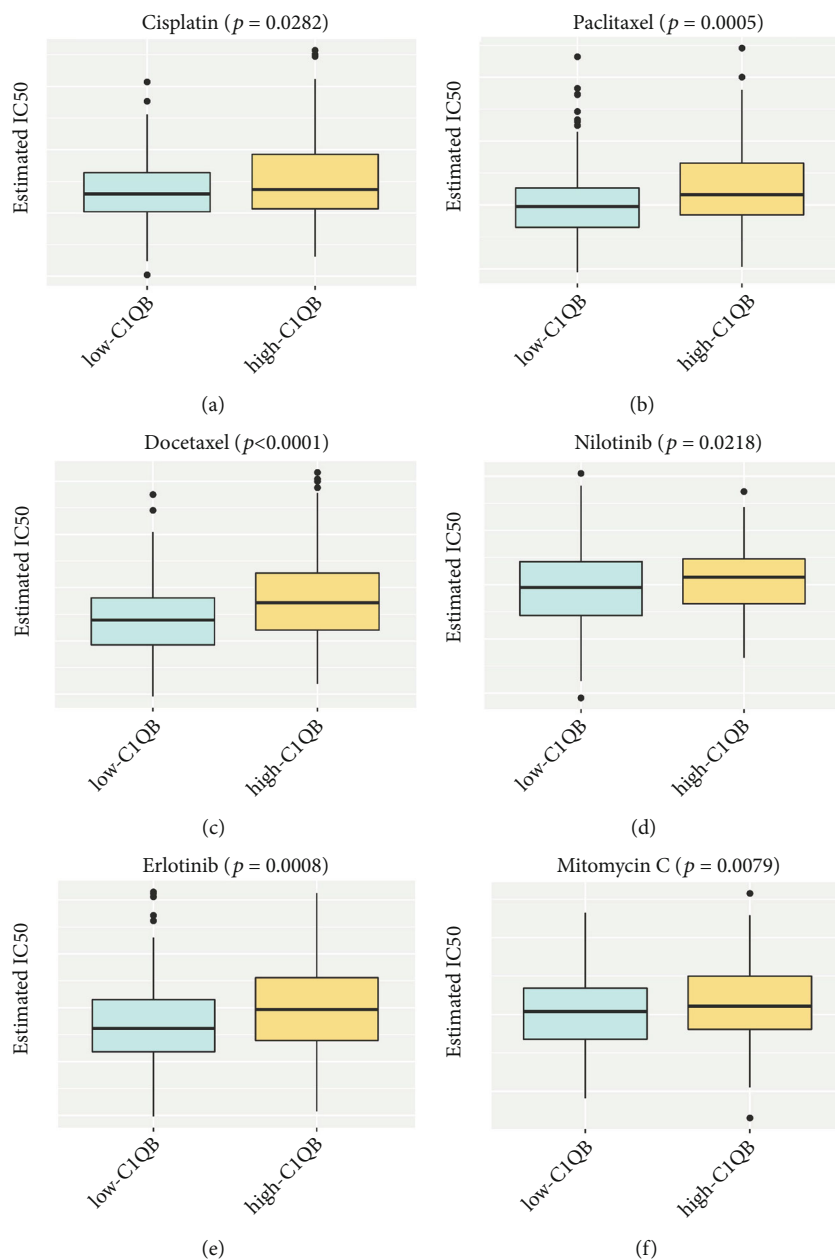 Cisplatin (p = 0.0282)
Estimated IC50
low-C1QB
high-C1QB
(a)
Paclitaxel (p = 0.0005)
Estimated IC50
low-C1QB
high-C1QB
(b)
Docetaxel (p<0.0001)
Estimated IC50
low-C1QB
high-C1QB
(c)
Nilotinib (p = 0.0218)
Estimated IC50
low-C1QB
high-C1QB
(d)
Erlotinib (p = 0.0008)
Estimated IC50
low-C1QB
high-C1QB
(e)
Mitomycin C (p = 0.0079)
Estimated IC50
low-C1QB
high-C1QB
(f)